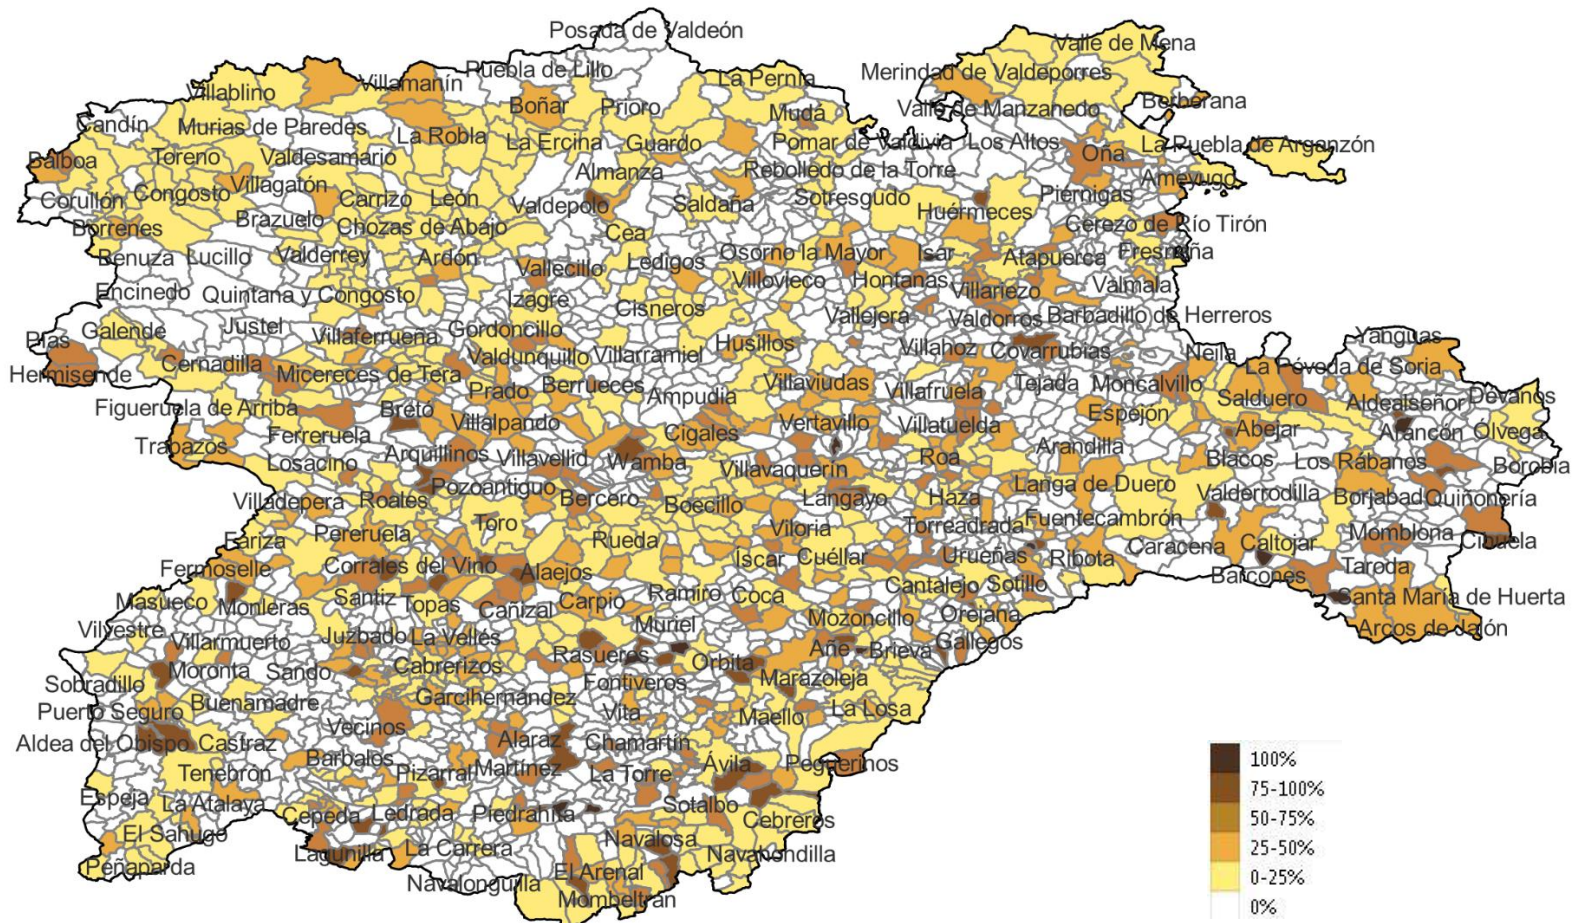 Posada de Valdeón
Valle de Mena
Puebla de Lillo
La Pernía
Merindad de Valdeporres
Villamanín
Villablino
Boñar
Prioro
Mudá
Valle de Manzanedo
Berberana
Candín
Murias de Paredes
La Robla
La Ercina
Guardo
Pomar de Valdivia
Los Altos
La Puebla de Arganzón
Balboa
Toreno
Valdesamario
Almanza
Rebolledo de la Torre
Oña
Ameyugo
Corullón
Congosto
Villagatón
Carrizo
León
Valdepolo
Saldaña
Sotresgudo
Huérmeces
Piérnigas
Borrenes
Brazuelo
Chozas de Abajo
Cea
Cerezo de Río Tirón
Benuza
Lucillo
Valderrey
Ardón
Vallecillo
Ledigos
Osorno la Mayor
Isar
Atapuerca
Fresneña
Encinedo
Quintana y Congosto
Izagre
Cisneros
Villovieco
Hontanas
Villariezo
Valmala
Pías
Galende
Justel
Villaferrueña
Gordoncillo
Husillos
Vallejera
Valdorros
Barbadillo de Herreros
Hermisende
Cernadilla
Micereces de Tera
Valdunquillo
Villarramiel
Villahoz
Covarrubias
Neila
Yanguas
La Póveda de Soria
Prado
Berrueces
Ampudia
Villaviudas
Villafruela
Tejada
Moncalvillo
Salduero
Aldealseñor
Dévanos
Figueruela de Arriba
Bretó
Villalpando
Cigales
Vertavillo
Villatuelda
Espejón
Abejar
Arancón
Ólvega
Trabazos
Ferreruela
Losacino
Arquillinos
Villavellid
Wamba
Villavaquerín
Roa
Arandilla
Blacos
Los Rábanos
Borobia
Villadepera
Roales
Pozoantiguo
Bercero
Boecillo
Langayo
Haza
Langa de Duero
Valderrodilla
Borjabad
Quiñonería
Fariza
Pereruela
Toro
Rueda
Viloria
Torreadrada
Fuentecambrón
Momblona
Cihuela
Fermoselle
Corrales del Vino
Alaejos
Íscar
Cuéllar
Urueñas
Ribota
Caracena
Caltojar
Barcones
Taroda
Masueco
Monleras
Santiz
Topas
Cañizal
Carpio
Ramiro
Coca
Cantalejo
Sotillo
Santa María de Huerta
Vilvestre
Villarmuerto
Juzbado
La Vellés
Muriel
Mozoncillo
Orejana
Arcos de Jalón
Sobradillo
Moronta
Sando
Cabrerizos
Rasueros
Orbita
Añe
Brieva
Gallegos
Puerto Seguro
Buenamadre
Garcihernández
Fontiveros
Marazoleja
Aldea del Obispo
Castraz
Vecinos
Alaraz
Vita
Maello
La Losa
Tenebrón
Barbalos
Pizarral
Martínez
Chamartín
La Torre
Ávila
Peguerinos
Espeja
La Atalaya
Cepeda
Ledrada
Piedrahíta
Sotalbo
Cebreros
El Sahugo
Lagunilla
La Carrera
Navalosa
Navahondilla
Peñaparda
Navalonguilla
El Arenal
Mombeltrán
100%
75-100%
50-75%
25-50%
0-25%
0%